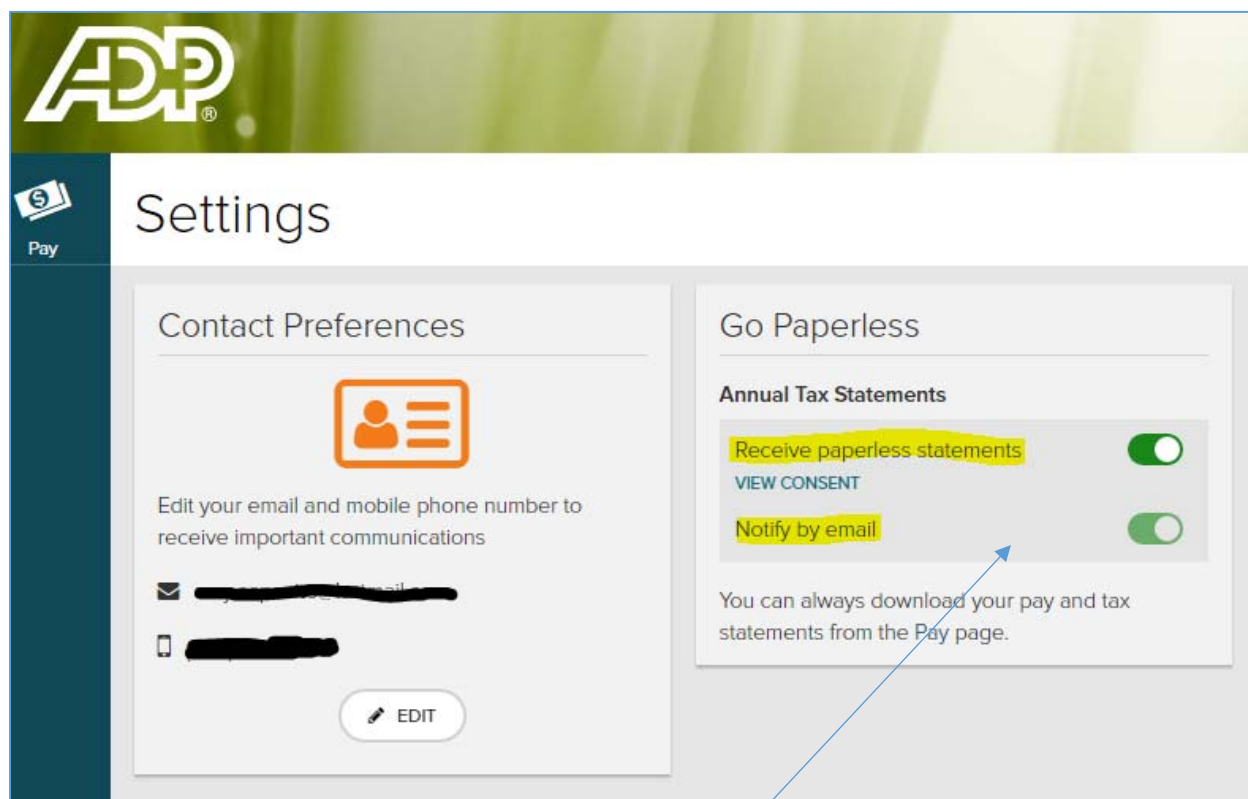 ADP®
Pay
Settings
Contact Preferences
Edit your email and mobile phone number to
receive important communications
EDIT
Go Paperless
Annual Tax Statements
Receive paperless statements
VIEW CONSENT
Notify by email
You can always download your pay and tax
statements from the Pay page.